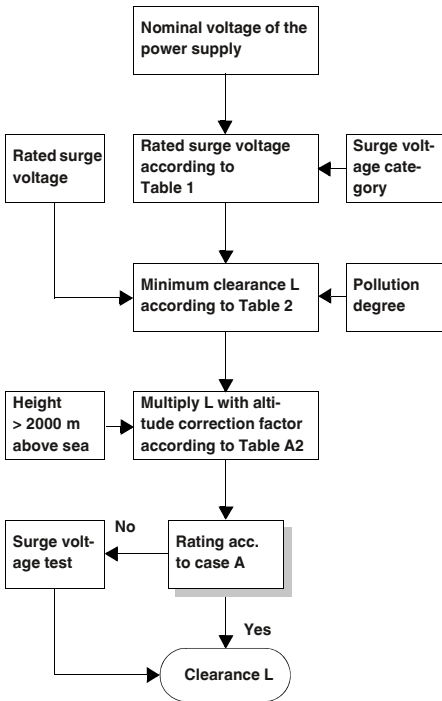 Nominal voltage of the
power supply
Rated surge
voltage
Rated surge voltage
according to
Table 1
Surge volt-
age cate-
gory
Minimum clearance L
according to Table 2
Pollution
degree
Height
> 2000 m
above sea
Multiply L with alti-
tude correction factor
according to Table A2
No
Surge volt-
age test
Rating acc.
to case A
Yes
Clearance L